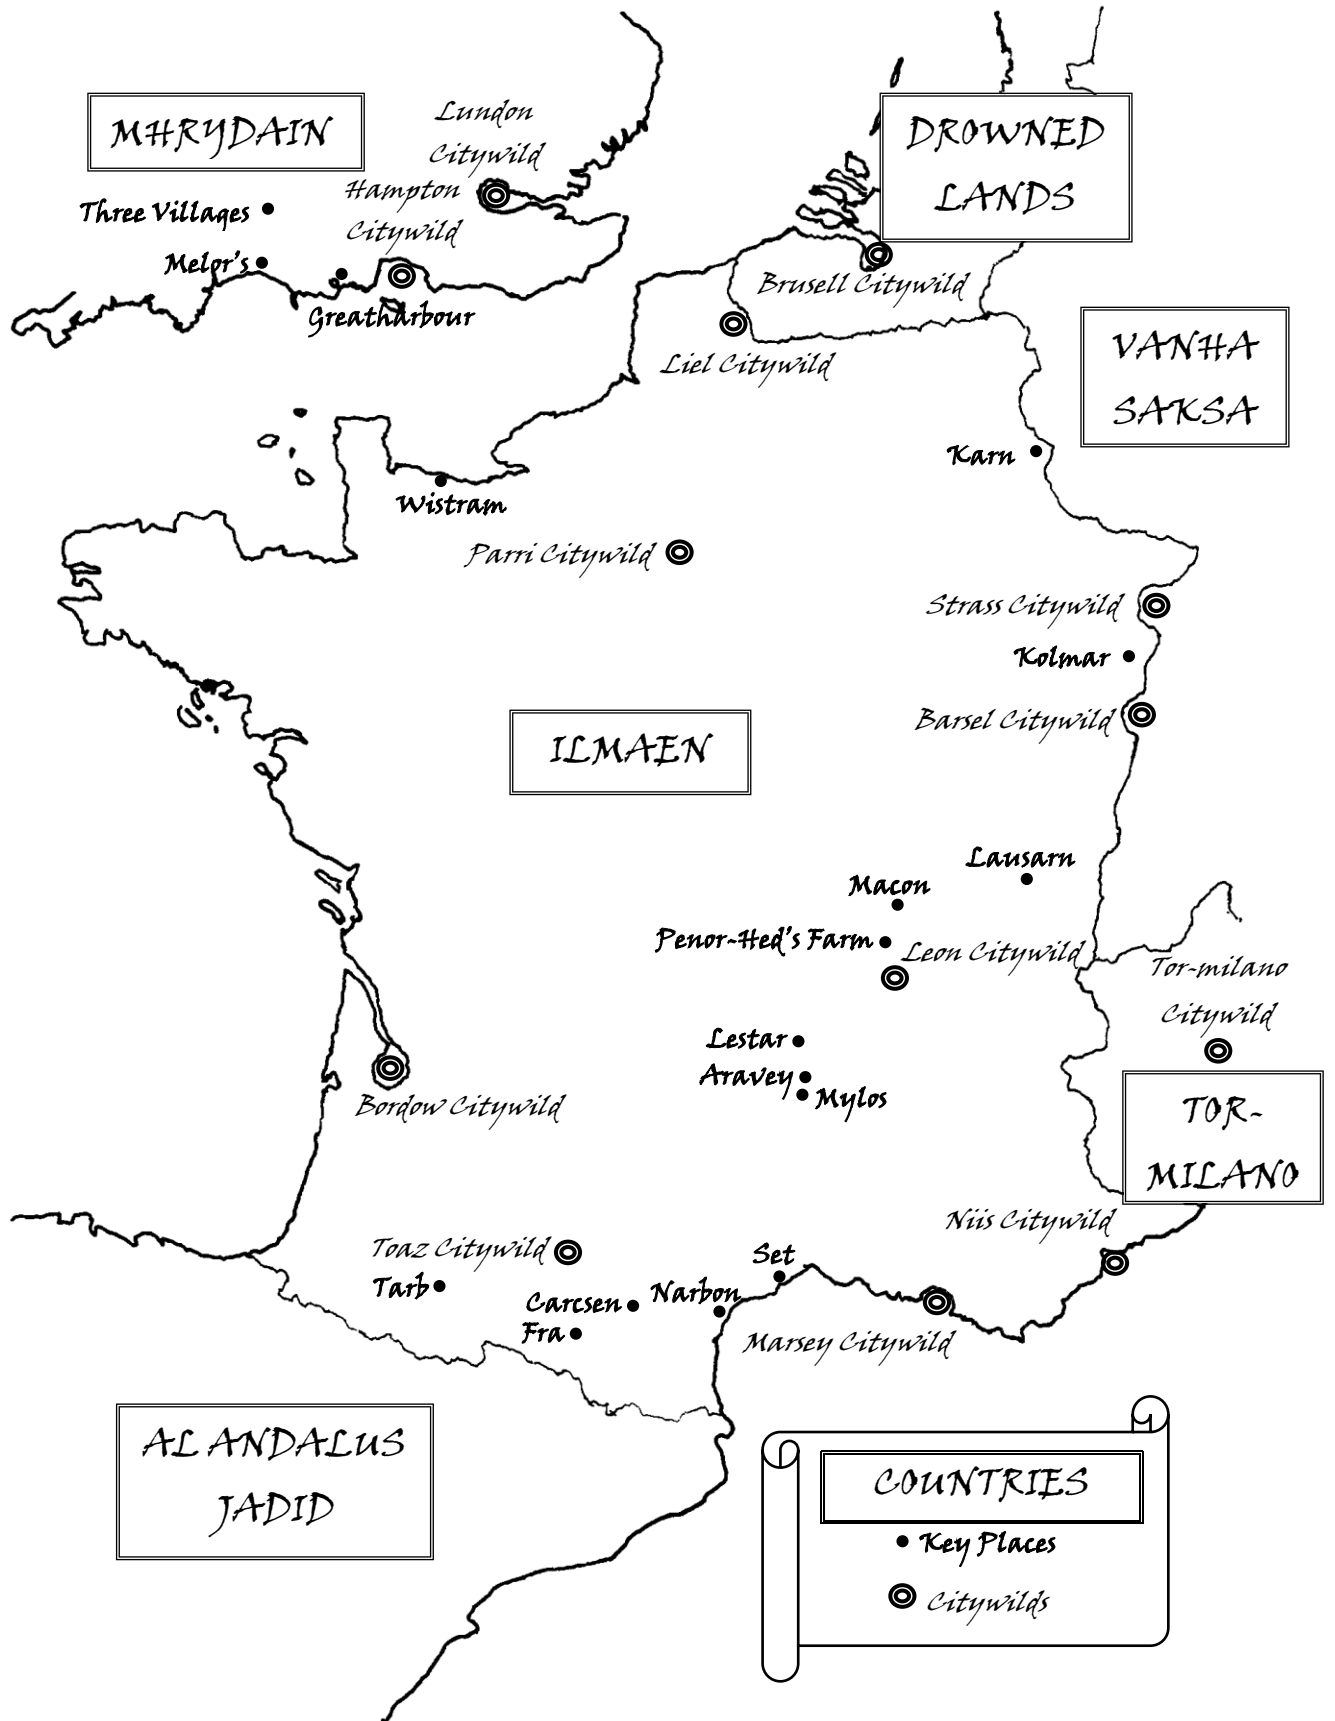 Lundon
Citywild
MHRYDAIN
DROWNED
LANDS
Hampton
Citywild
Three Villages
Melor's
Greatharbour
Brusell Citywild
Liel Citywild
VANHA
SAKSA
Karn
Wistram
Parri Citywild
Strass Citywild
Kolmar
Barsel Citywild
ILMAEN
Lausarn
Macon
Penor-Hed's Farm
Leon Citywild
Tor-milano
Citywild
Lestar
Aravey
Mylos
Bordow Citywild
TOR-
MILANO
Niis Citywild
Toaz Citywild
Set
Tarb
Carcsen
Narbon
Fra
Marsey Citywild
AL ANDALUS
JADID
COUNTRIES
Key Places
Citywilds